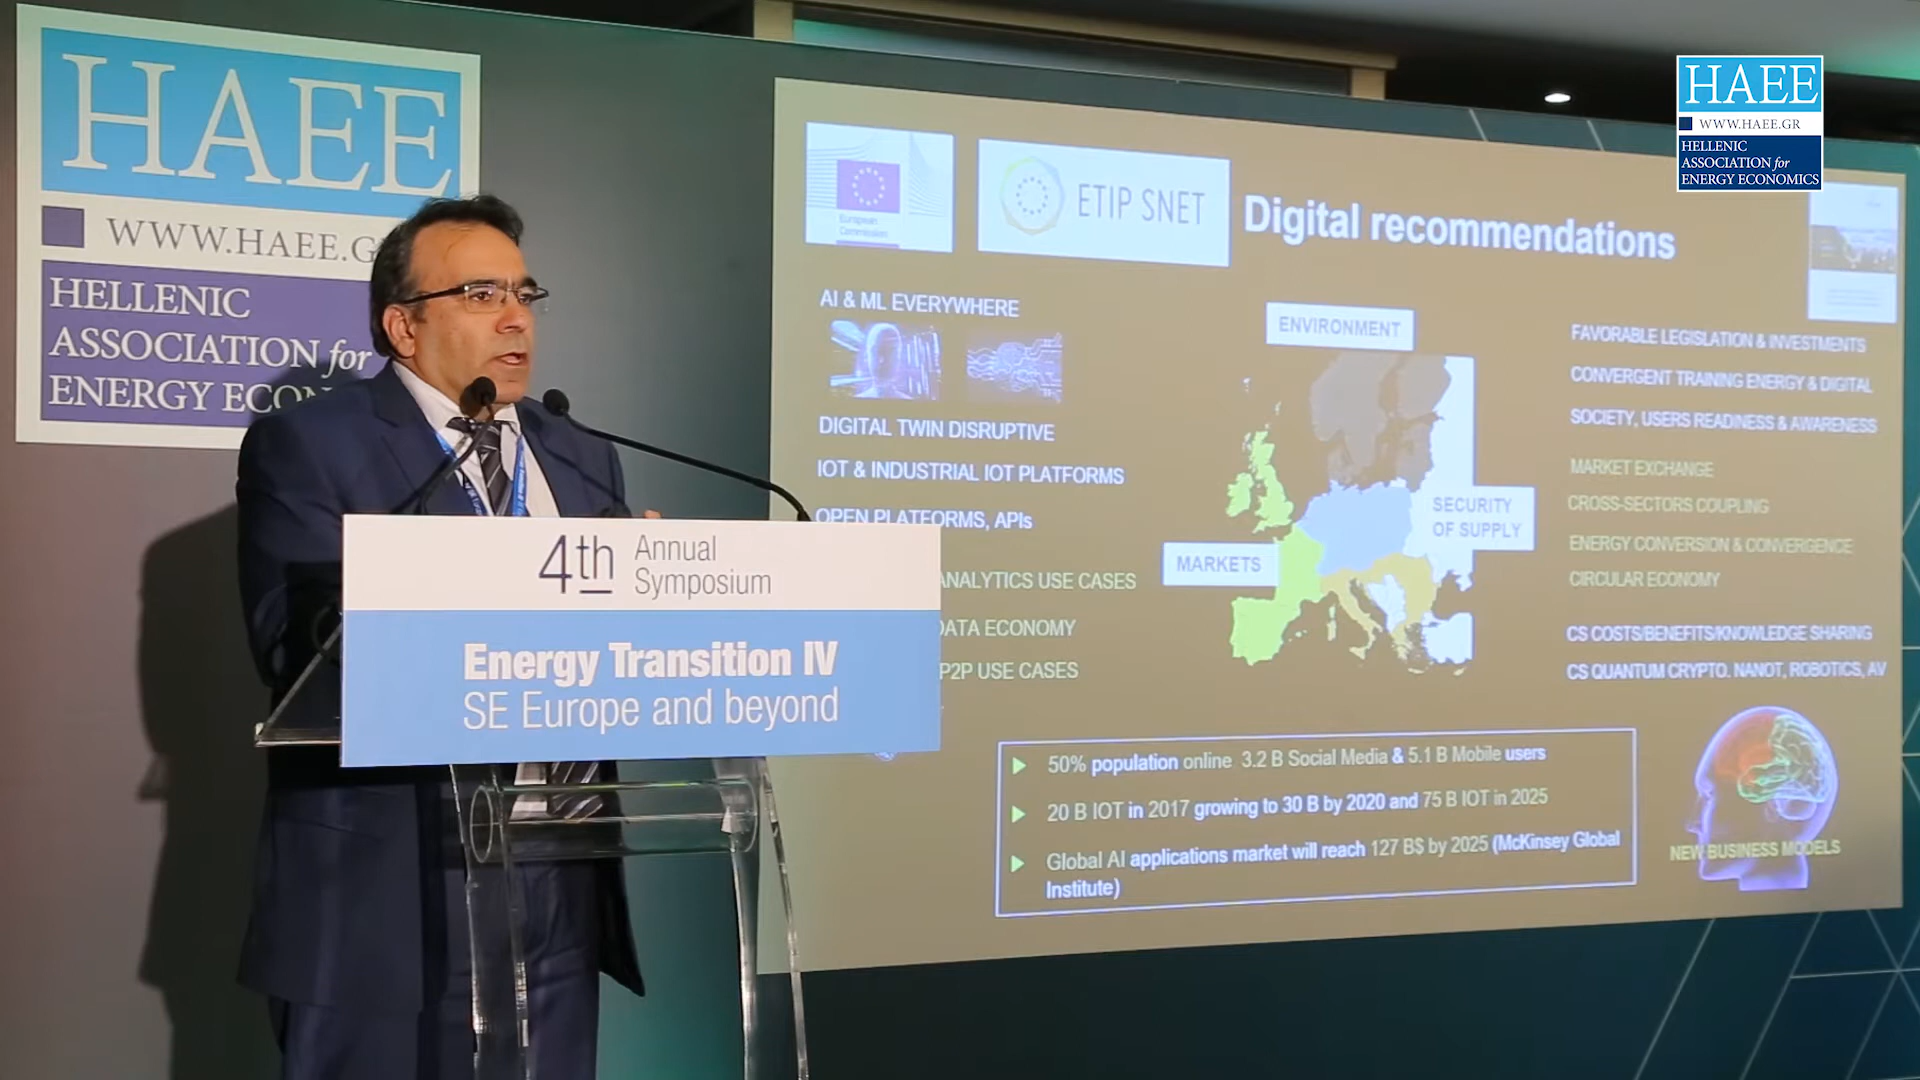 HAEE
WWW.HAEE.G
HELLENIC
ASSOCIATION for
ENERGY ECON
4th Annual
Symposium
Energy Transition IV
SE Europe and beyond
European
Commission
ETIP SNET
Digital recommendations
AI & ML EVERYWHERE
DIGITAL TWIN DISRUPTIVE
IOT & INDUSTRIAL IOT PLATFORMS
OPEN PLATFORMS, APIs
ANALYTICS USE CASES
DATA ECONOMY
P2P USE CASES
ENVIRONMENT
SECURITY
OF SUPPLY
MARKETS
FAVORABLE LEGISLATION & INVESTMENTS
CONVERGENT TRAINING ENERGY & DIGITAL
SOCIETY, USERS READINESS & AWARENESS
MARKET EXCHANGE
CROSS-SECTORS COUPLING
ENERGY CONVERSION & CONVERGENCE
CIRCULAR ECONOMY
CS COSTS/BENEFITS/KNOWLEDGE SHARING
CS QUANTUM CRYPTO. NANOT, ROBOTICS, AV
50% population online 3.2 B Social Media & 5.1 B Mobile users
20 B IOT in 2017 growing to 30 B by 2020 and 75 B IOT in 2025
Global AI applications market will reach 127 B$ by 2025 (McKinsey Global
Institute)
NEW BUSINESS MODELS
HAEE
WWW.HAEE.GR
HELLENIC
ASSOCIATION for
ENERGY ECONOMICS